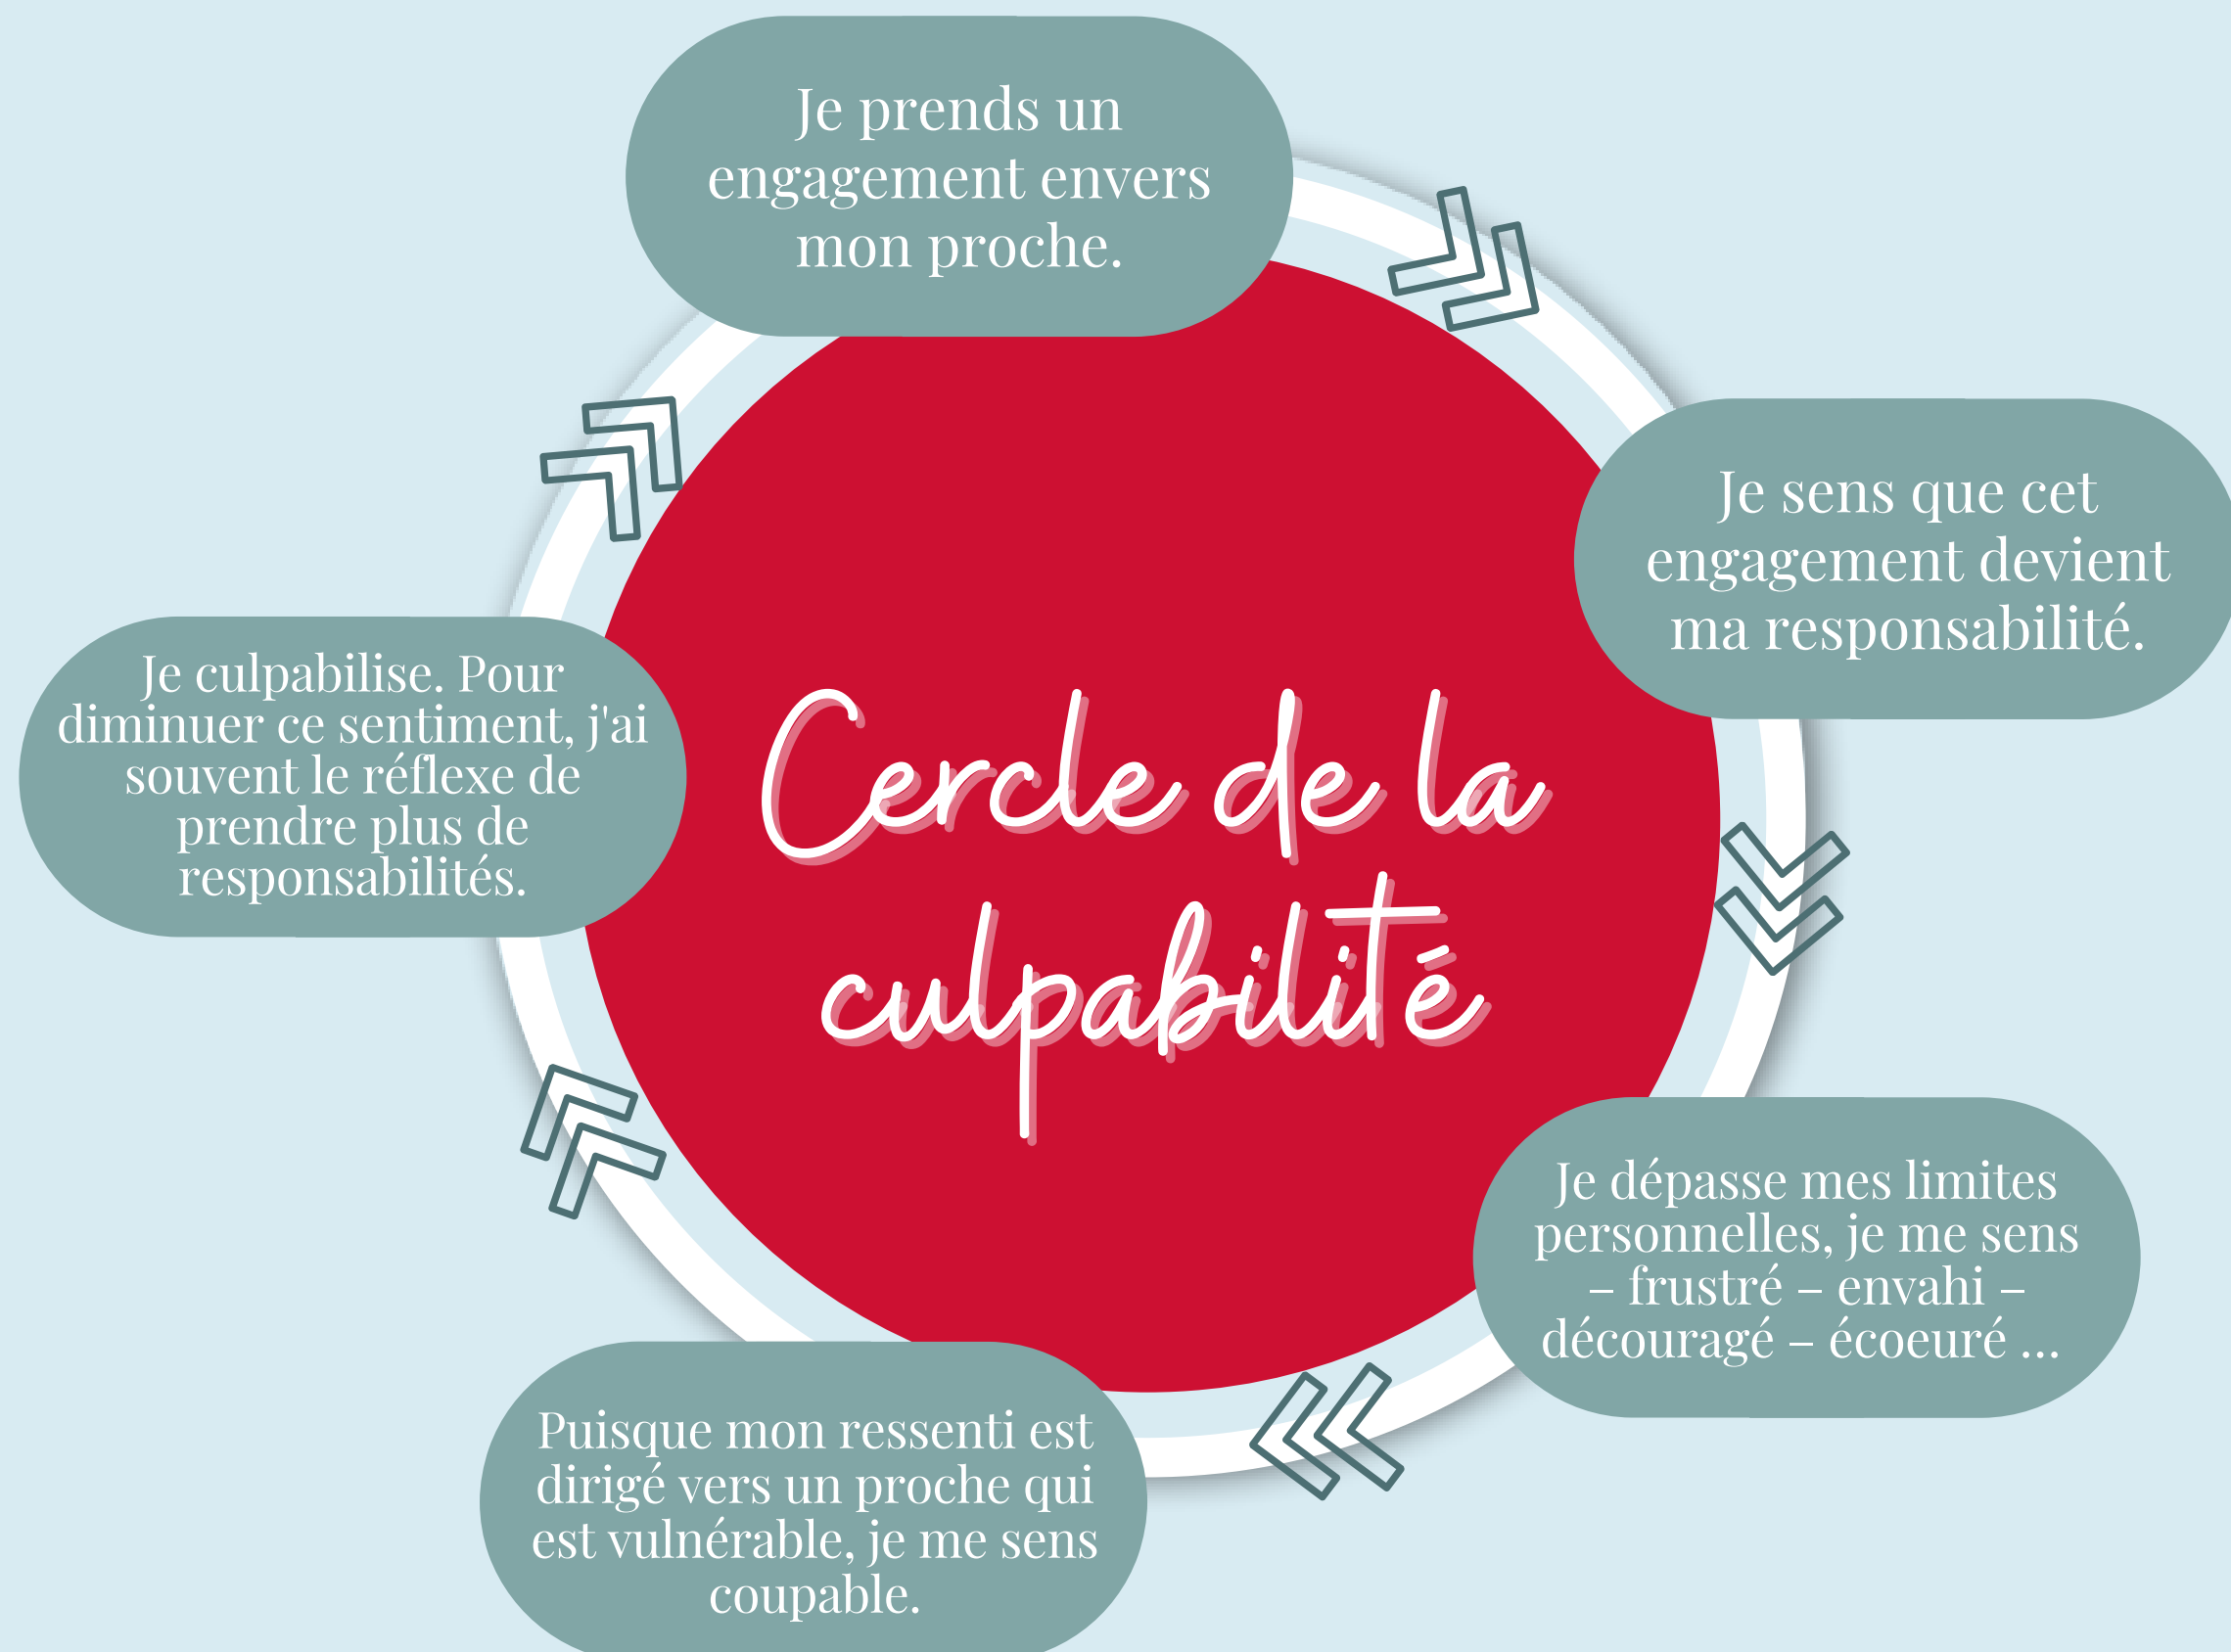 Je prends un
engagement envers
mon proche.
Je sens que cet
engagement devient
ma responsabilité.
Je dépasse mes limites
personnelles, je me sens
– frustré – envahi –
découragé – écoeuré ...
Puisque mon ressenti est
dirigé vers un proche qui
est vulnérable, je me sens
coupable.
Je culpabilise. Pour
diminuer ce sentiment, j'ai
souvent le réflexe de
prendre plus de
responsabilités.
Cercle de la
culpabilité